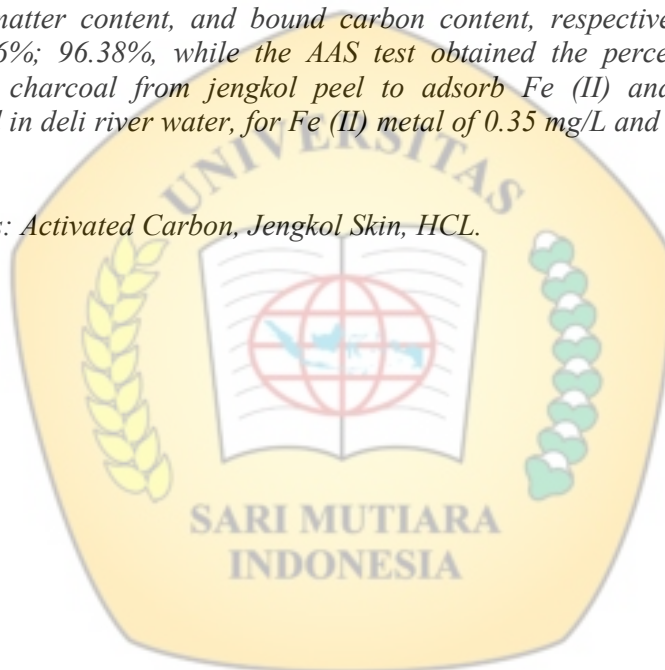 natter content, and bound carbon content, respective
6%; 96.38%, while the AAS test obtained the perce
charcoal from jengkol peel to adsorb Fe (II) and
l in deli river water, for Fe (II) metal of 0.35 mg/L and
: Activated Carbon, Jengkol Skin, HCL.
UNIVERSITAS
SARI MUTIARA
INDONESIA